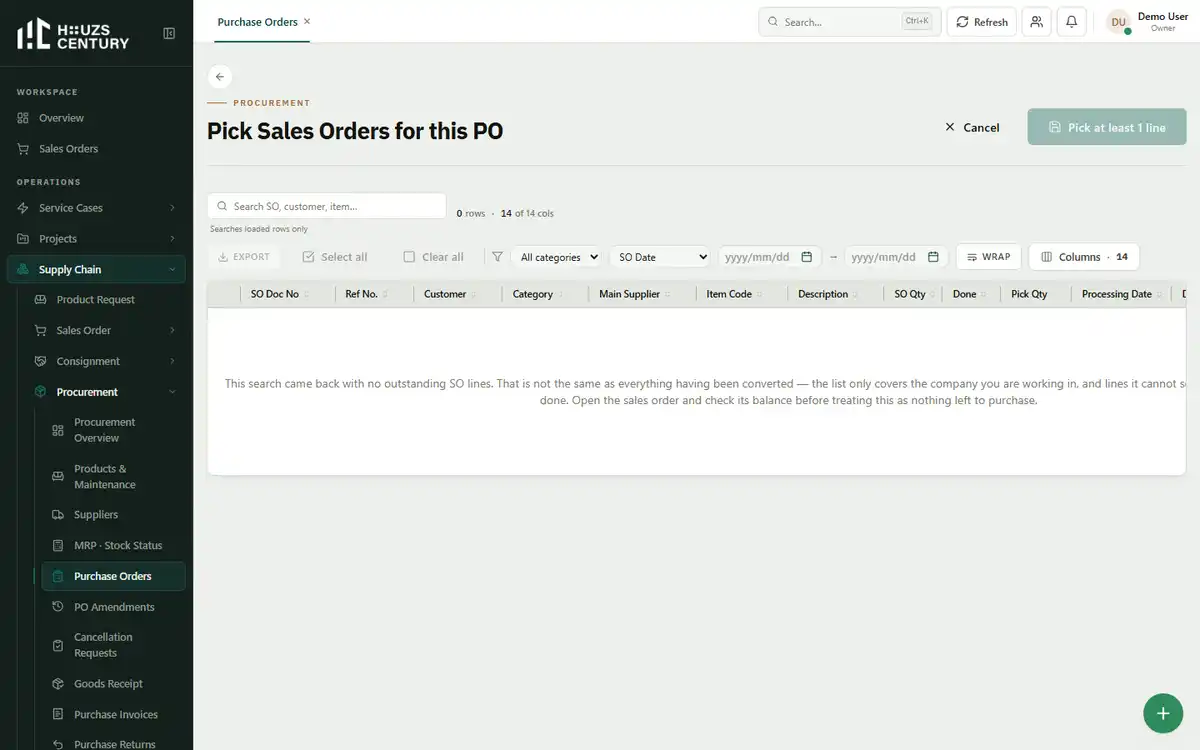 HOUZS
CENTURY
Purchase Orders ×
Search... Ctrl+K
Refresh
DU
Demo User
Owner
WORKSPACE
Overview
Sales Orders
OPERATIONS
Service Cases
Projects
Supply Chain
Product Request
Sales Order
Consignment
Procurement
Procurement
Overview
Products &
Maintenance
Suppliers
MRP · Stock Status
Purchase Orders
PO Amendments
Cancellation
Requests
Goods Receipt
Purchase Invoices
Purchase Returns
PROCUREMENT
Pick Sales Orders for this PO
Cancel
Pick at least 1 line
Search SO, customer, item...
0 rows · 14 of 14 cols
Searches loaded rows only
EXPORT
Select all
Clear all
All categories
SO Date
yyyy/mm/dd → yyyy/mm/dd
WRAP
Columns · 14
SO Doc No Ref No. Customer Category Main Supplier Item Code Description SO Qty Done Pick Qty Processing Date
This search came back with no outstanding SO lines. That is not the same as everything having been converted — the list only covers the company you are working in, and lines it cannot
done. Open the sales order and check its balance before treating this as nothing left to purchase.